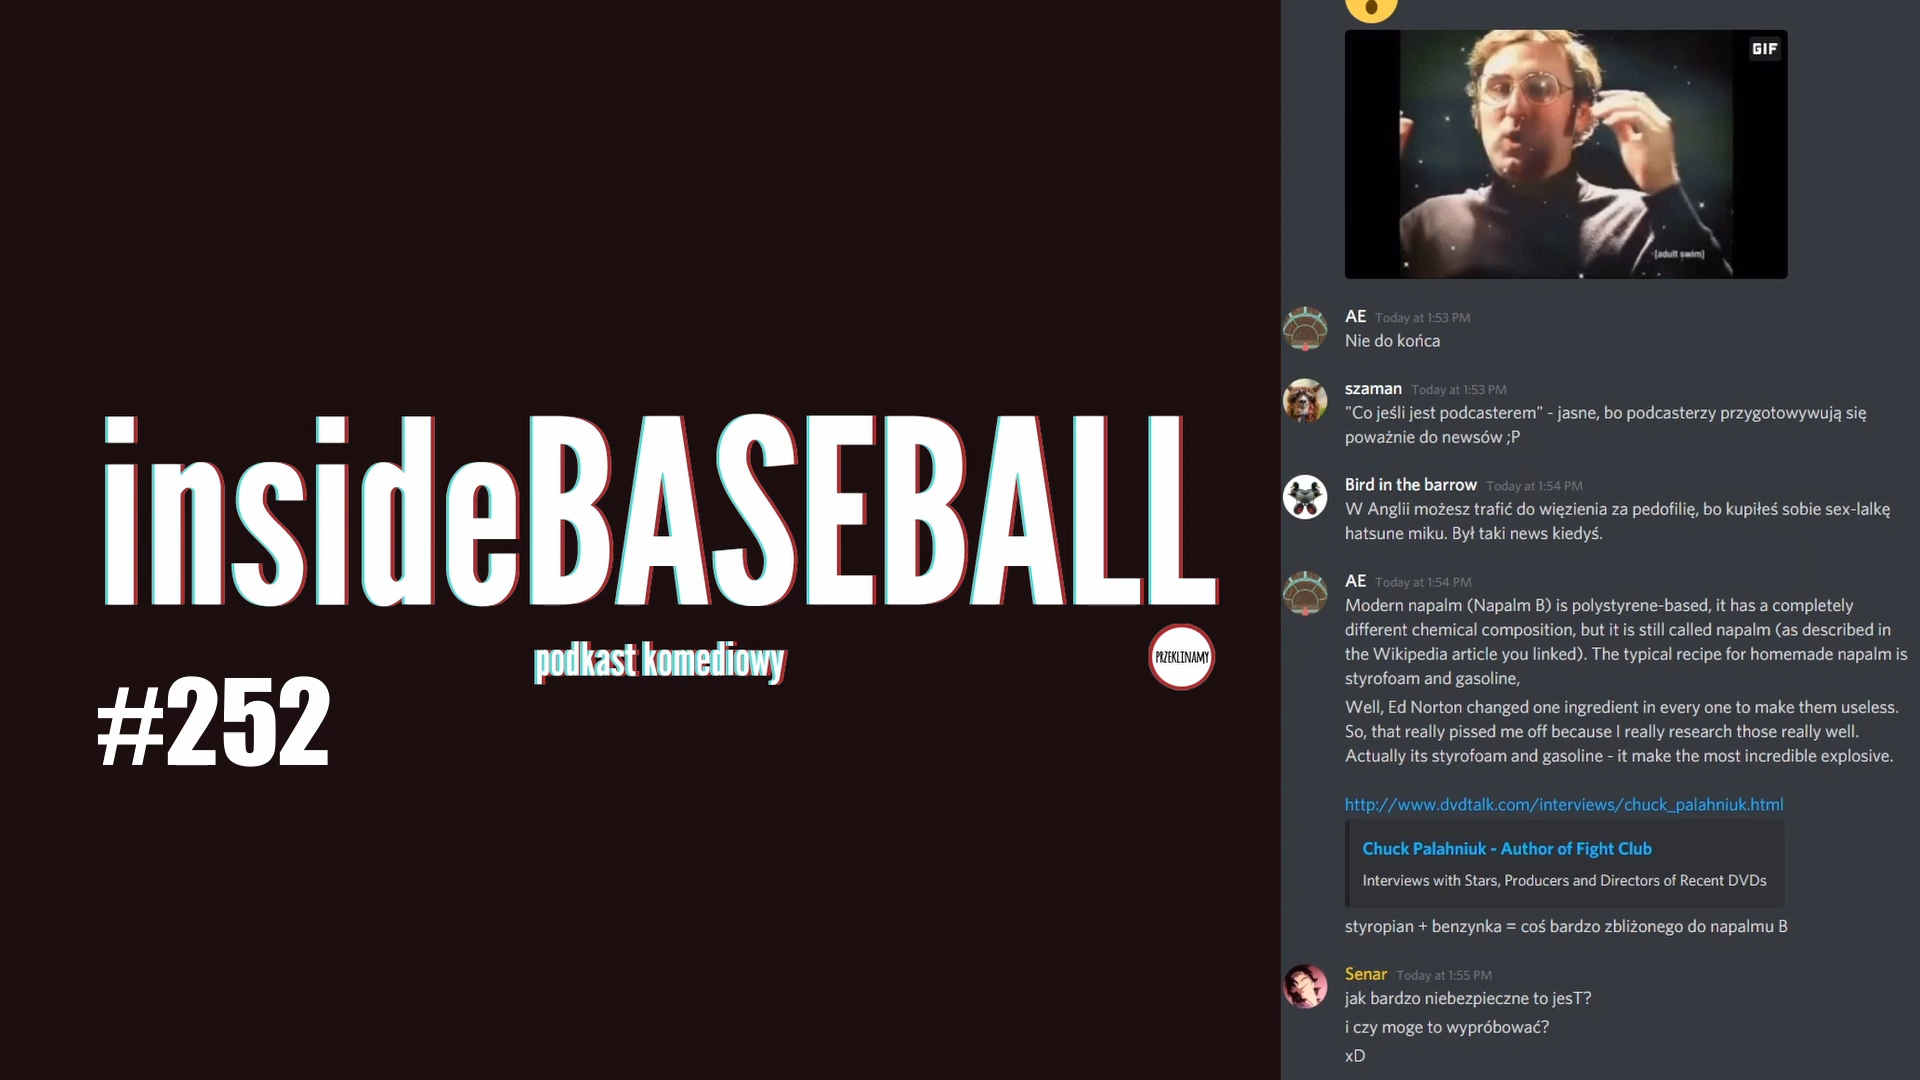 insideBASEBALL
podkast komediowy
PRZEKLINAMY
#252
GIF
[adult swim]
AE Today at 1:53 PM
Nie do końca
szaman Today at 1:53 PM
"Co jeśli jest podcasterem" - jasne, bo podcasterzy przygotowywują się
poważnie do newsów ;P
Bird in the barrow Today at 1:54 PM
W Anglii możesz trafić do więzienia za pedofilię, bo kupiłeś sobie sex-lalkę
hatsune miku. Był taki news kiedyś.
AE Today at 1:54 PM
Modern napalm (Napalm B) is polystyrene-based, it has a completely
different chemical composition, but it is still called napalm (as described in
the Wikipedia article you linked). The typical recipe for homemade napalm is
styrofoam and gasoline,
Well, Ed Norton changed one ingredient in every one to make them useless.
So, that really pissed me off because I really research those really well.
Actually its styrofoam and gasoline - it make the most incredible explosive.
http://www.dvdtalk.com/interviews/chuck_palahniuk.html
Chuck Palahniuk - Author of Fight Club
Interviews with Stars, Producers and Directors of Recent DVDs
styropian + benzynka = coś bardzo zbliżonego do napalmu B
Senar Today at 1:55 PM
jak bardzo niebezpieczne to jesT?
i czy moge to wypróbować?
xD